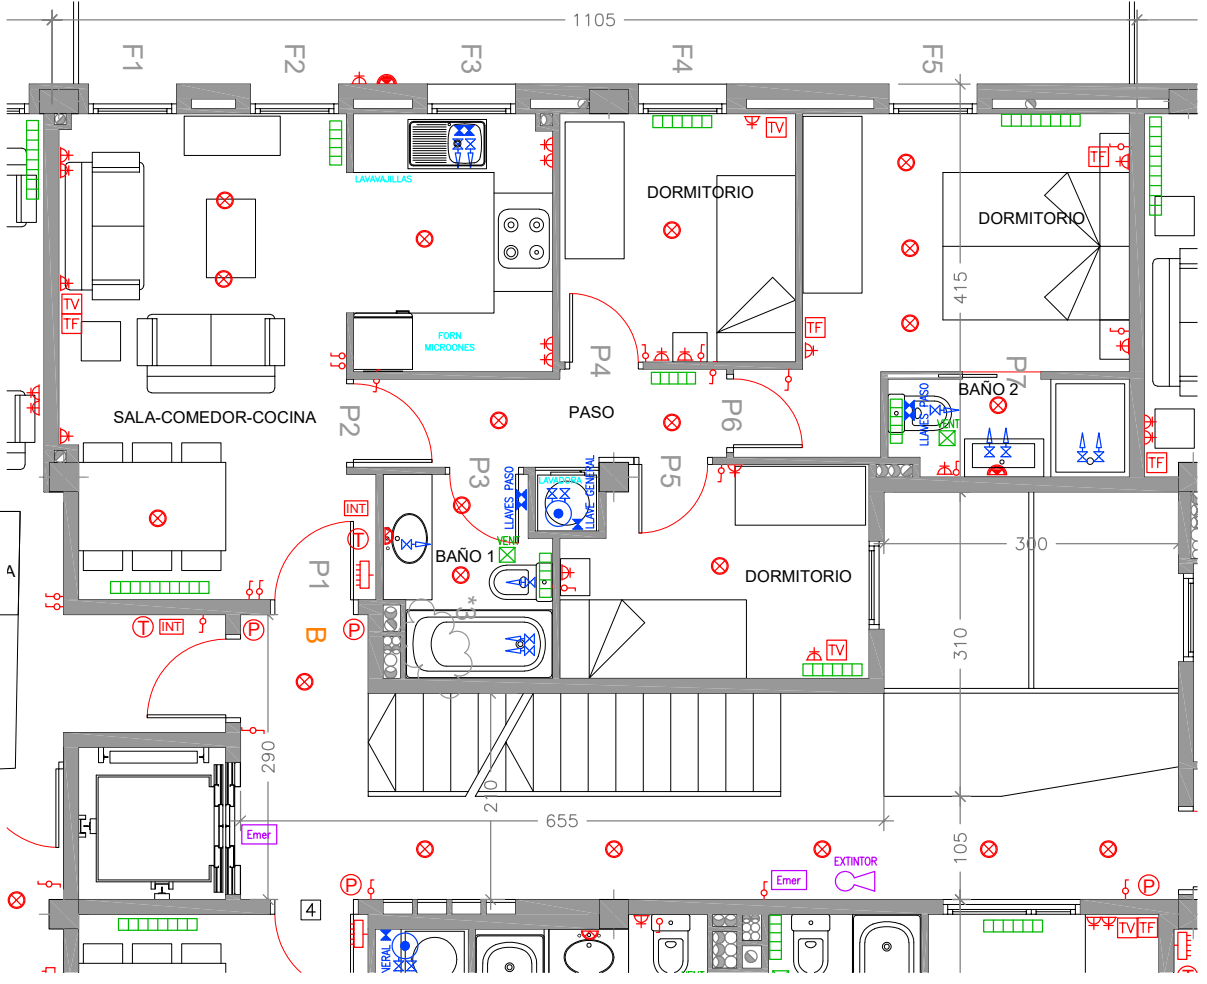 1105
F1
F2
F3
F4
F5
TV
TF
LAVAVAJILLAS
DORMITORIO
DORMITORIO
TV
TF
415
TF
FORN
MICROONES
P4
P7
BAÑO 2
SALA-COMEDOR-COCINA
P2
PASO
P6
LLAVES PASO
VENT
P3
LLAVES PASO
LAVADORA
LLAVE GENERAL
P5
TF
INT
T
VENT
BAÑO 1
P1
DORMITORIO
300
A
*3
T
INT
P
B
P
TV
310
290
210
655
Emer
105
EXTINTOR
Emer
P
P
4
TV
TF